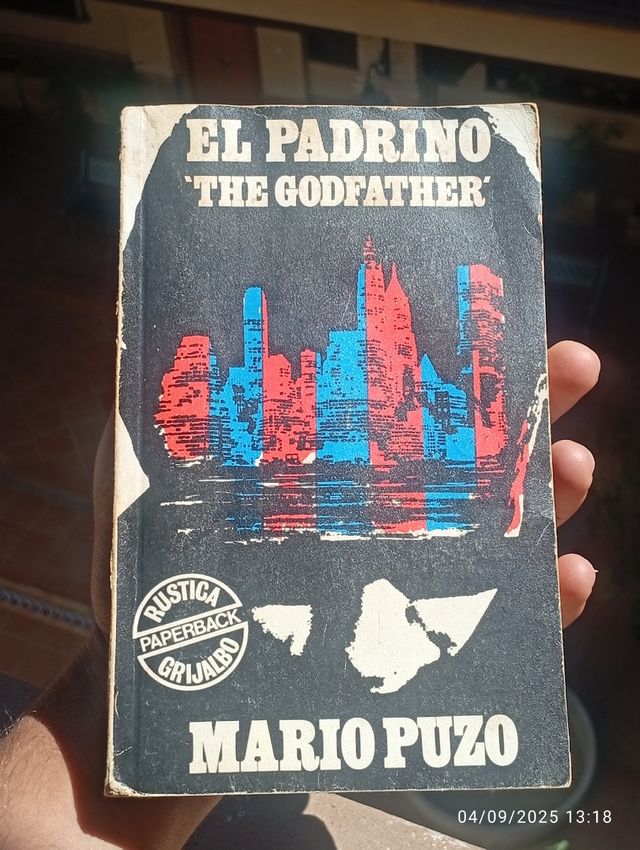 EL PADRINO
`THE GODFATHER´
RUSTICA
PAPERBACK
GRIJALBO
MARIO PUZO
04/09/2025 13:18